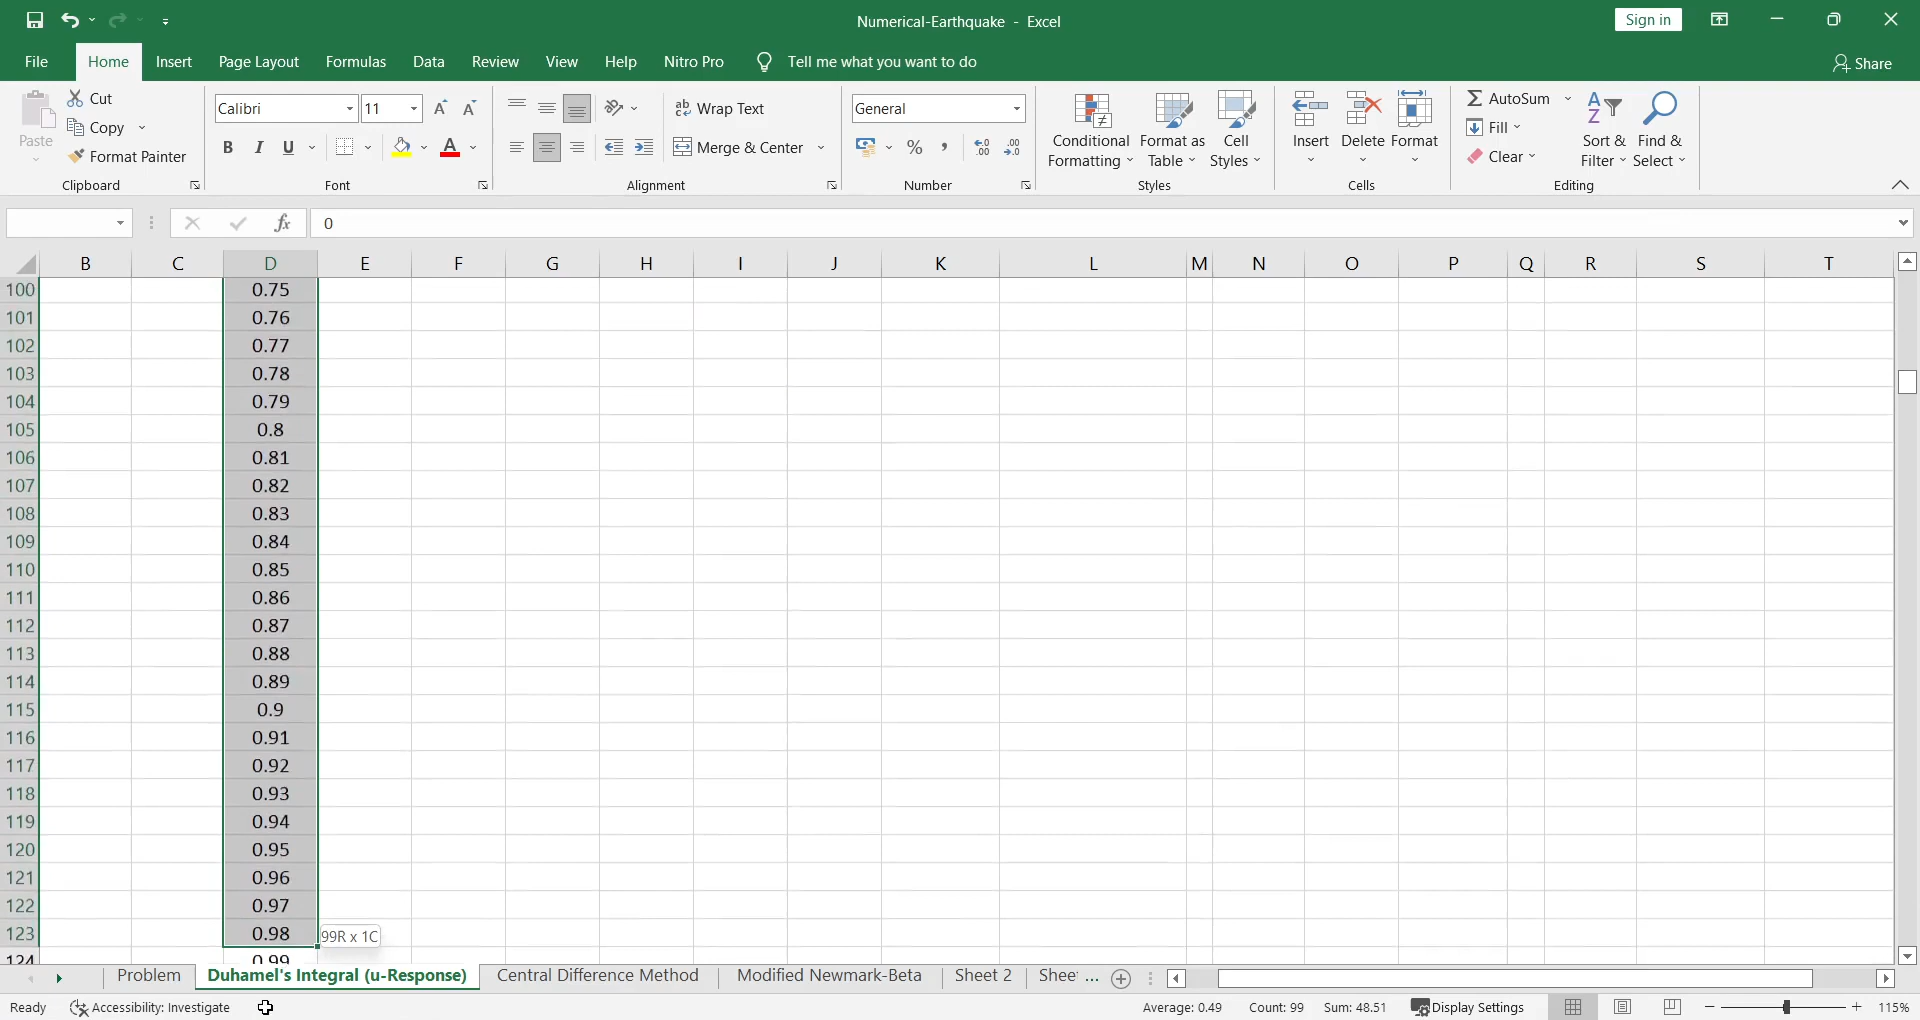 Numerical-Earthquake - Excel
Sign in
File Home Insert Page Layout Formulas Data Review View Help Nitro Pro Tell me what you want to do Share
Cut
Copy
Format Painter
Paste
Clipboard
Calibri 11
B I U
Font
Wrap Text
Merge & Center
Alignment
General
Number
Conditional Formatting
Format as Table
Cell Styles
Styles
Insert
Delete
Format
Cells
AutoSum
Fill
Clear
Sort & Filter
Find & Select
Editing
fx 0
B C D E F G H I J K L M N O P Q R S T
100 0.75
101 0.76
102 0.77
103 0.78
104 0.79
105 0.8
106 0.81
107 0.82
108 0.83
109 0.84
110 0.85
111 0.86
112 0.87
113 0.88
114 0.89
115 0.9
116 0.91
117 0.92
118 0.93
119 0.94
120 0.95
121 0.96
122 0.97
123 0.98 99R x 1C
124 0.99
Problem Duhamel's Integral (u-Response) Central Difference Method Modified Newmark-Beta Sheet 2 Shee ...
Ready Accessibility: Investigate Average: 0.49 Count: 99 Sum: 48.51 Display Settings 115%